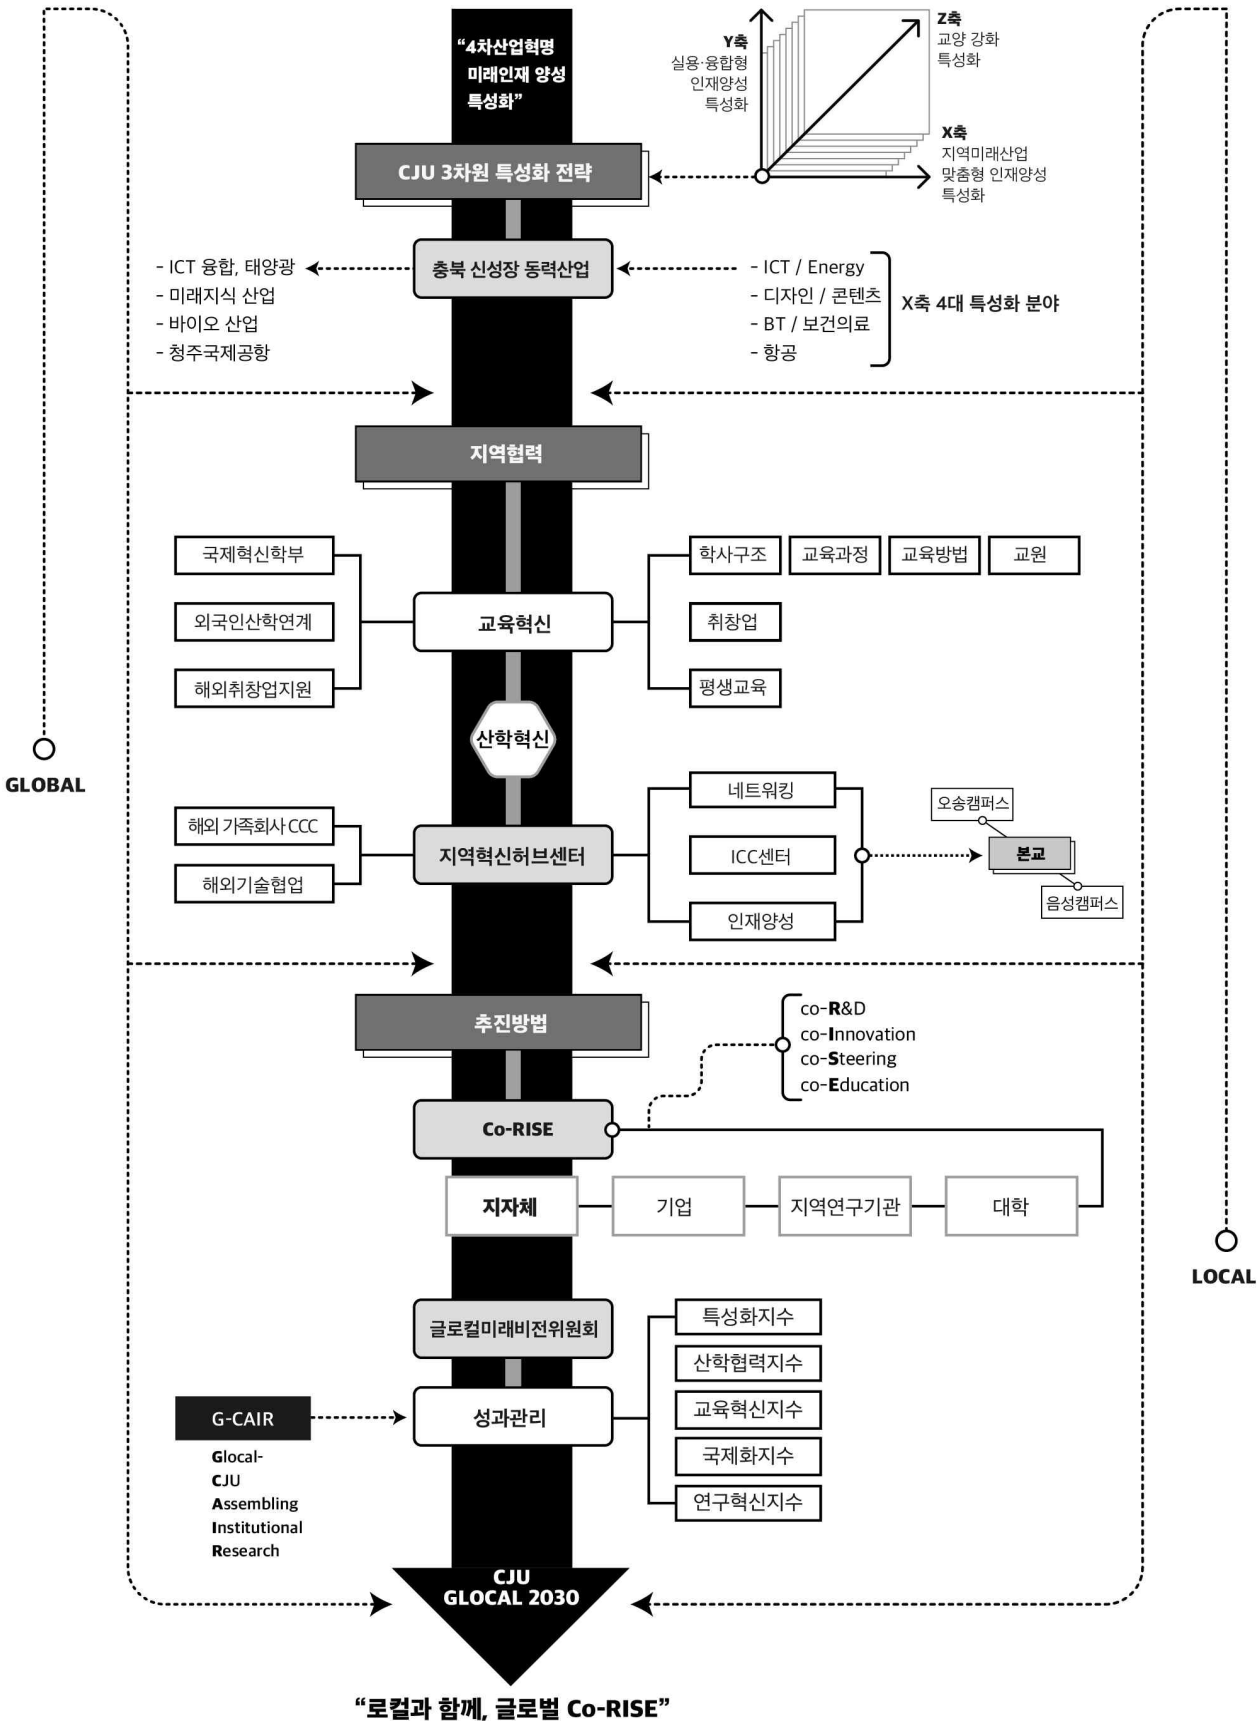 “4차산업혁명
미래인재 양성
특성화”
Y축
실용·융합형
인재양성
특성화
Z축
교양 강화
특성화
X축
지역미래산업
맞춤형 인재양성
특성화
CJU 3차원 특성화 전략
충북 신성장 동력산업
- ICT 융합, 태양광
- 미래지식 산업
- 바이오 산업
- 청주국제공항
- ICT / Energy
- 디자인 / 콘텐츠
- BT / 보건의료
- 항공
X축 4대 특성화 분야
지역협력
국제혁신학부
외국인산학연계
해외취창업지원
교육혁신
학사구조
교육과정
교육방법
교원
취창업
평생교육
산학혁신
GLOBAL
해외 가족회사 CCC
해외기술협업
지역혁신허브센터
네트워킹
ICC센터
인재양성
오송캠퍼스
본교
음성캠퍼스
추진방법
co-R&D
co-Innovation
co-Steering
co-Education
Co-RISE
지자체
기업
지역연구기관
대학
LOCAL
글로컬미래비전위원회
성과관리
특성화지수
산학협력지수
교육혁신지수
국제화지수
연구혁신지수
G-CAIR
Glocal-
CJU
Assembling
Institutional
Research
CJU
GLOCAL 2030
“로컬과 함께, 글로벌 Co-RISE”